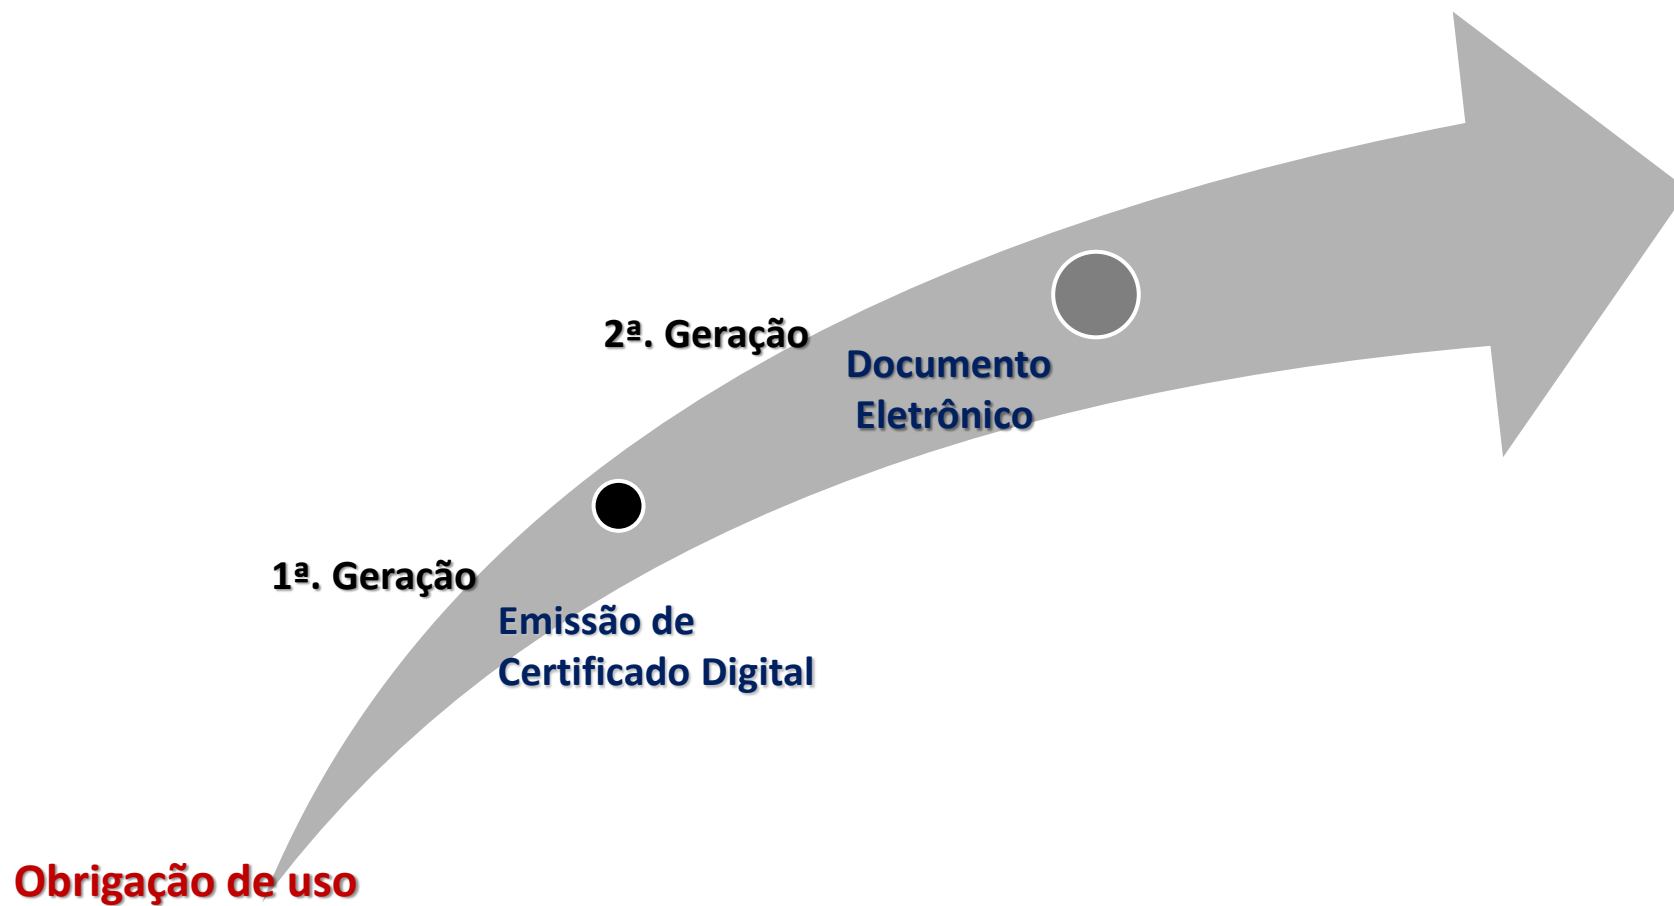 2ª. Geração
Documento
Eletrônico
1ª. Geração
Emissão de
Certificado Digital
Obrigação de uso